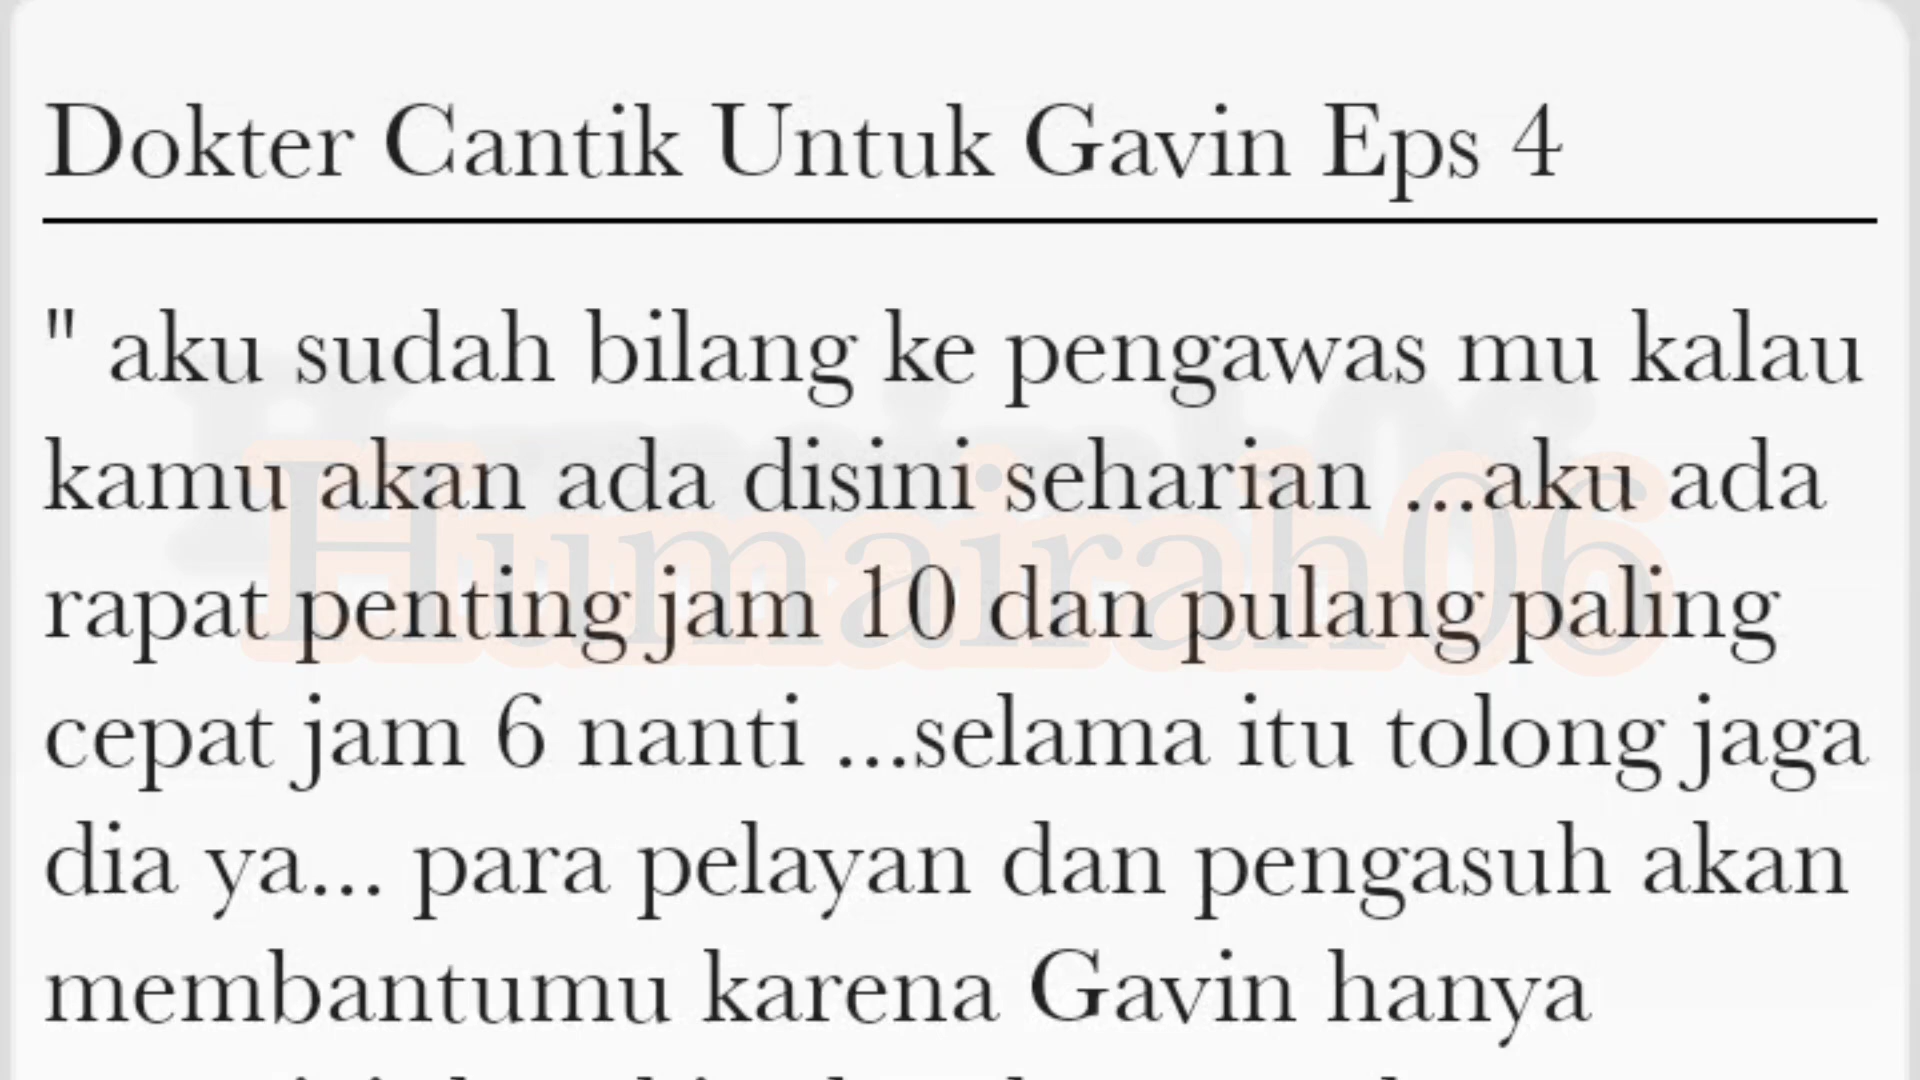 Dokter Cantik Untuk Gavin Eps 4
" aku sudah bilang ke pengawas mu kalau
kamu akan ada disini seharian ...aku ada
Humairah06
rapat penting jam 10 dan pulang paling
cepat jam 6 nanti ...selama itu tolong jaga
dia ya... para pelayan dan pengasuh akan
membantumu karena Gavin hanya